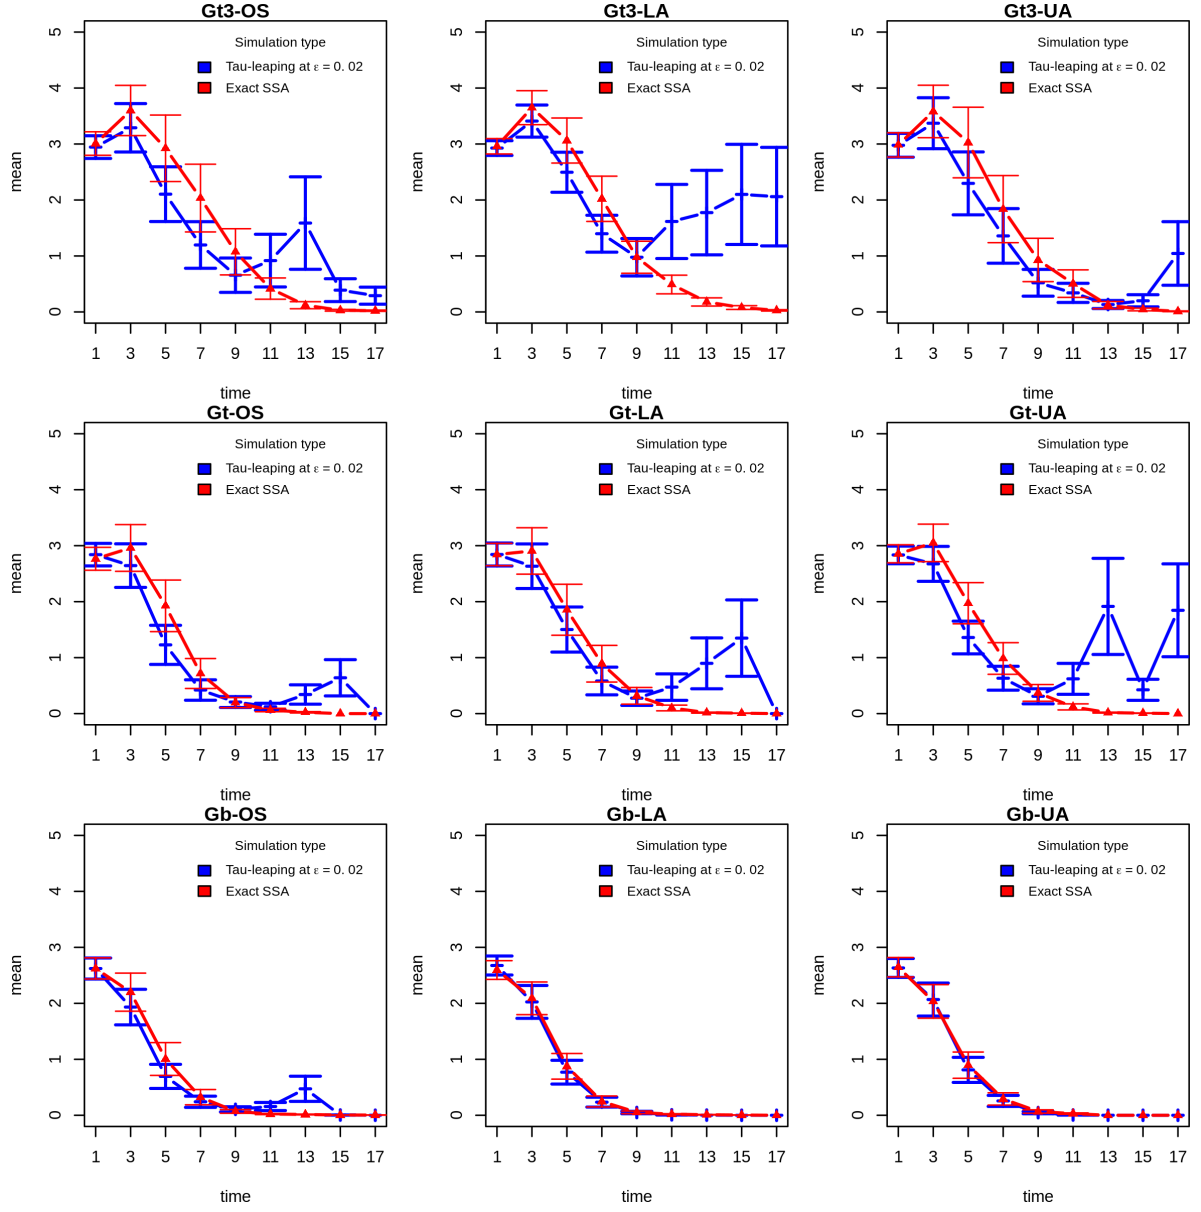 Gt3-OS
Simulation type
Tau-leaping at ε = 0. 02
Exact SSA
mean
0 1 2 3 4 5
1 3 5 7 9 11 13 15 17
time
Gt3-LA
Simulation type
Tau-leaping at ε = 0. 02
Exact SSA
mean
0 1 2 3 4 5
1 3 5 7 9 11 13 15 17
time
Gt3-UA
Simulation type
Tau-leaping at ε = 0. 02
Exact SSA
mean
0 1 2 3 4 5
1 3 5 7 9 11 13 15 17
time
Gt-OS
Simulation type
Tau-leaping at ε = 0. 02
Exact SSA
mean
0 1 2 3 4 5
1 3 5 7 9 11 13 15 17
time
Gt-LA
Simulation type
Tau-leaping at ε = 0. 02
Exact SSA
mean
0 1 2 3 4 5
1 3 5 7 9 11 13 15 17
time
Gt-UA
Simulation type
Tau-leaping at ε = 0. 02
Exact SSA
mean
0 1 2 3 4 5
1 3 5 7 9 11 13 15 17
time
Gb-OS
Simulation type
Tau-leaping at ε = 0. 02
Exact SSA
mean
0 1 2 3 4 5
1 3 5 7 9 11 13 15 17
time
Gb-LA
Simulation type
Tau-leaping at ε = 0. 02
Exact SSA
mean
0 1 2 3 4 5
1 3 5 7 9 11 13 15 17
time
Gb-UA
Simulation type
Tau-leaping at ε = 0. 02
Exact SSA
mean
0 1 2 3 4 5
1 3 5 7 9 11 13 15 17
time